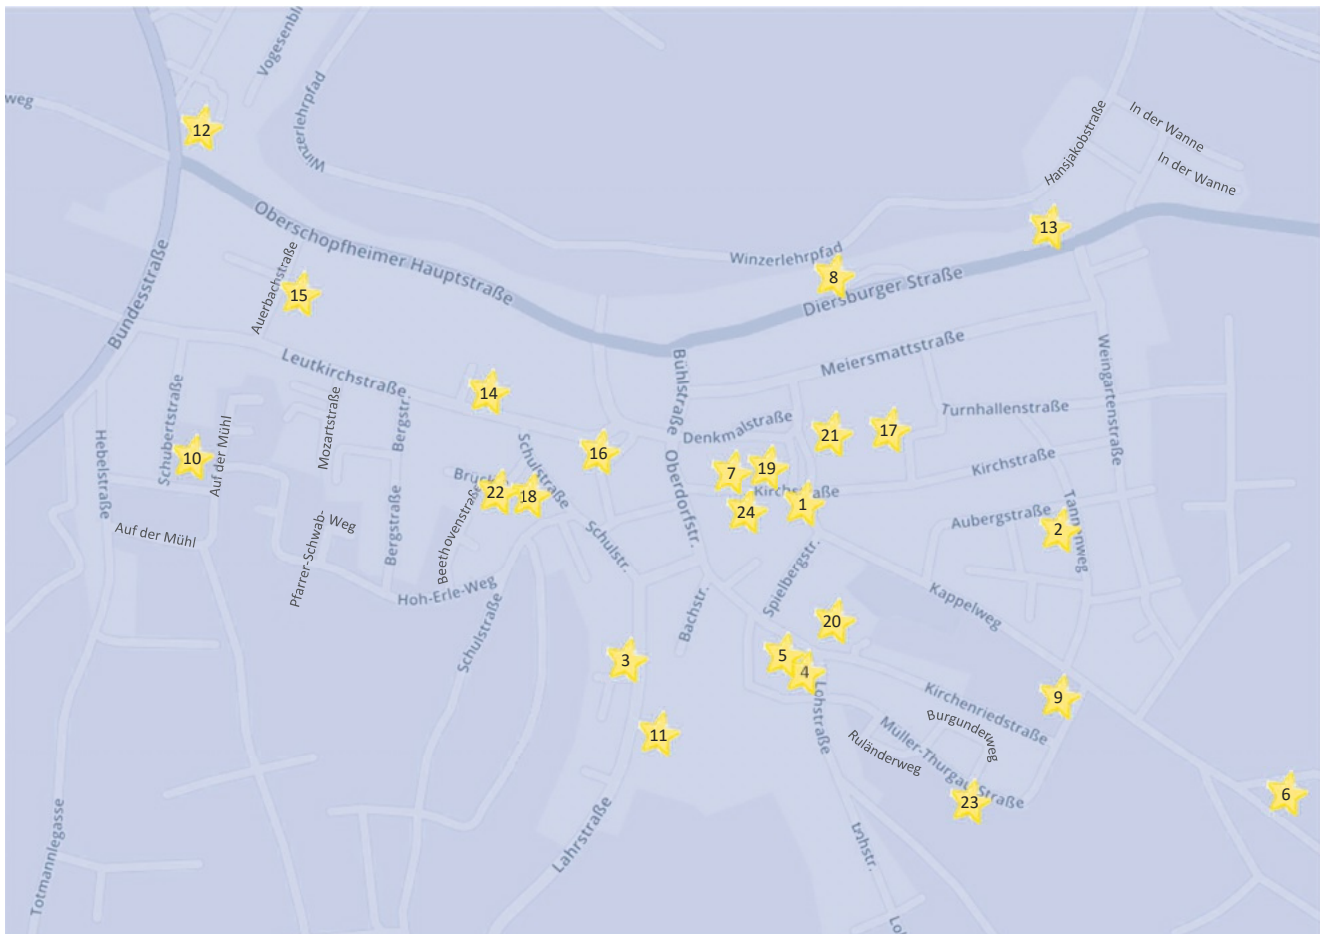 Vogesenbl
weg
12
Winzerlehrpfad
Winzerlehrpfad
Hansjakobstraße
In der Wanne
In der Wanne
Oberschopfheimer Hauptstraße
13
Winzerlehrpfad
8
Diersburger Straße
Bundesstraße
Auerbachstraße
15
Leutkirchstraße
14
Bühlstraße
Meiersmattstraße
Weingartenstraße
Schubertstraße
Auf der Mühl
Mozartstraße
Bergstr.
Denkmalstraße
21
17
Turnhallenstraße
Hebelstraße
10
Schulstraße
16
Oberdorfstr.
7
19
Kirchstraße
Kirchstraße
22
18
24
1
Beethovenstraße
Bergstraße
Auf der Mühl
Pfarrer-Schwab-Weg
Schulstr.
Aubergstraße
2
Tannenweg
Hoh-Erle-Weg
Spielbergstr.
Bachstr.
Kappelweg
Schulstraße
20
3
5
4
Lohstraße
Kirchenriedstraße
9
11
Burgunderweg
Ruländerweg
Müller-Thurgau-Straße
23
6
Lahrstraße
Lohstr.
Totmannlegasse